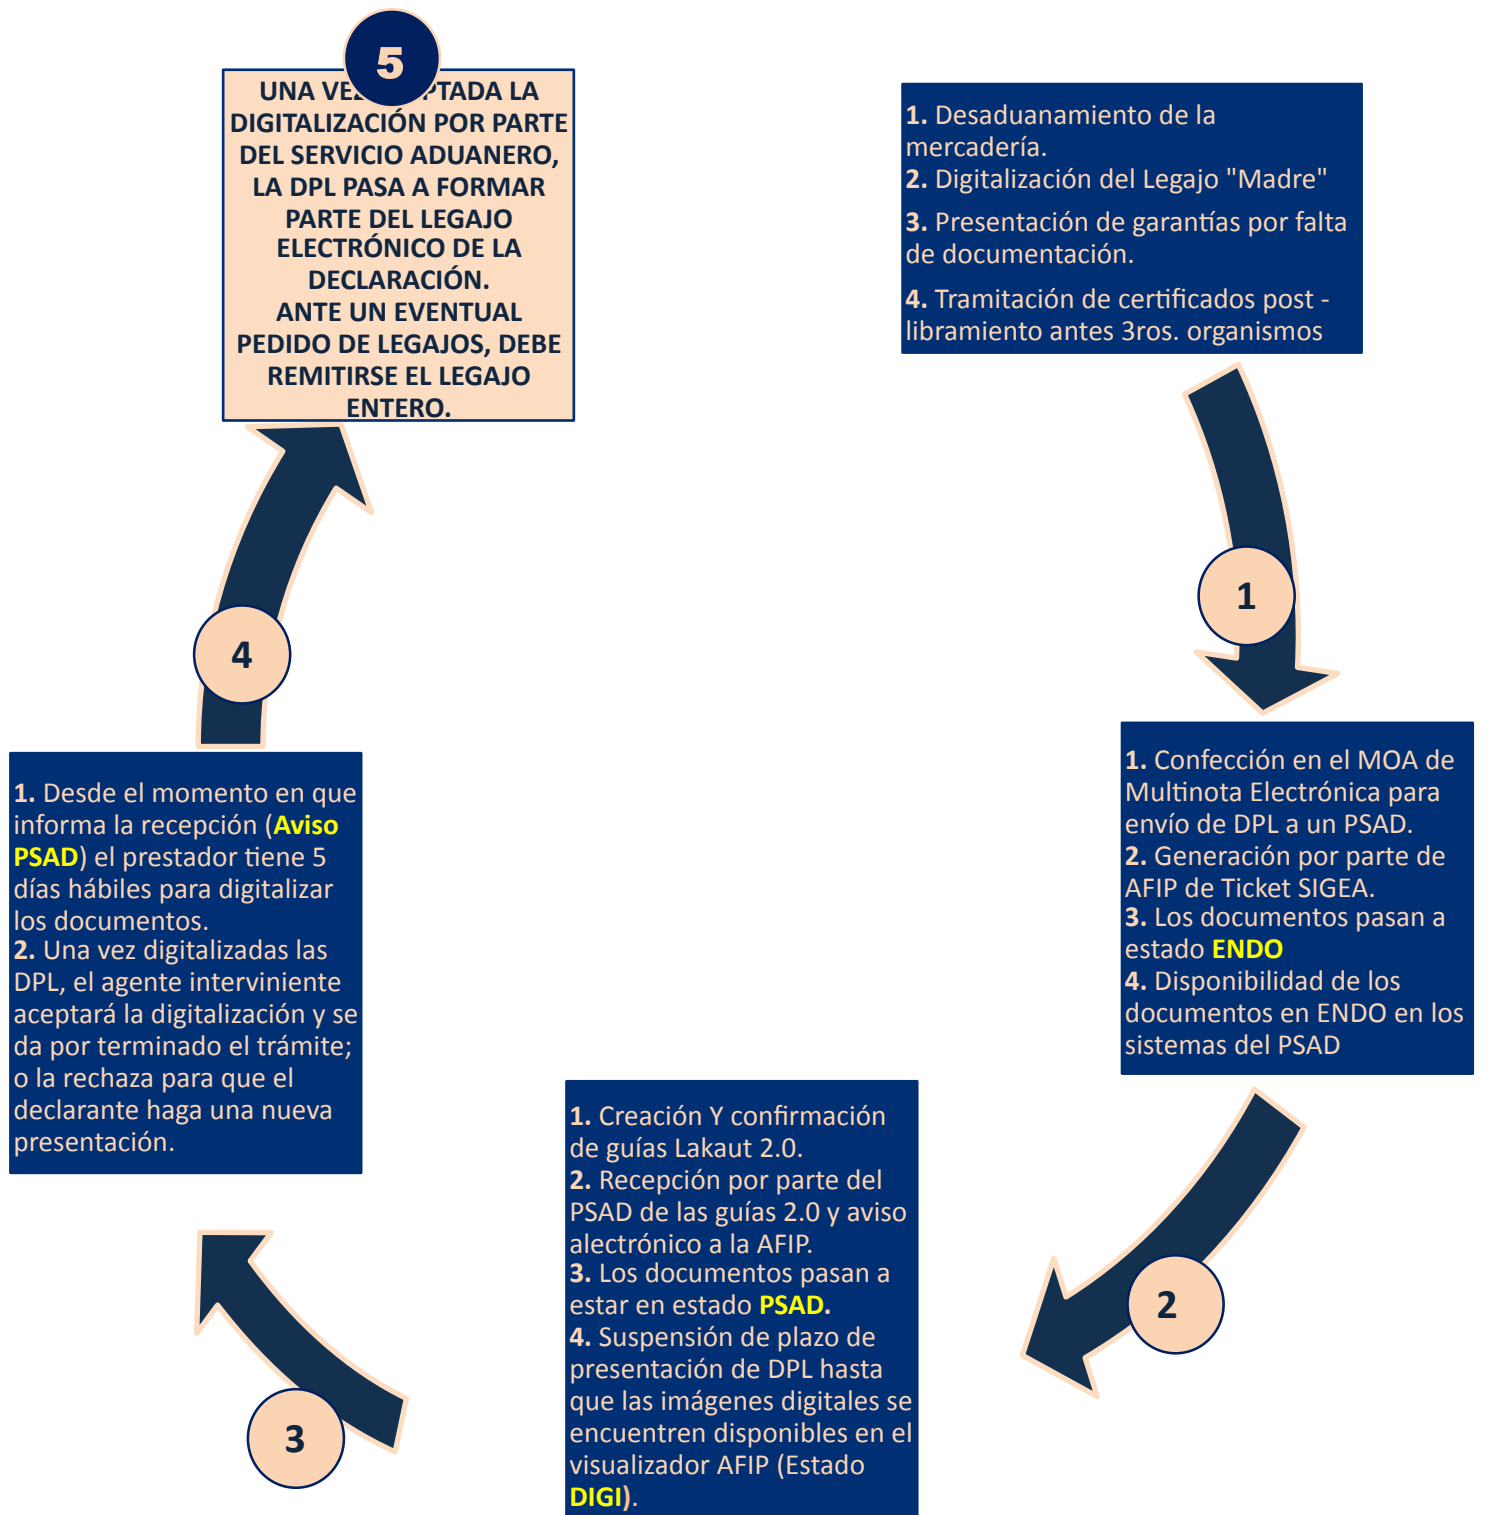 1. Desaduanamiento de la
mercadería.
2. Digitalización del Legajo "Madre"
3. Presentación de garantías por falta
de documentación.
4. Tramitación de certificados post -
libramiento antes 3ros. organismos
1
1. Confección en el MOA de
Multinota Electrónica para
envío de DPL a un PSAD.
2. Generación por parte de
AFIP de Ticket SIGEA.
3. Los documentos pasan a
estado ENDO
4. Disponibilidad de los
documentos en ENDO en los
sistemas del PSAD
2
1. Creación Y confirmación
de guías Lakaut 2.0.
2. Recepción por parte del
PSAD de las guías 2.0 y aviso
alectrónico a la AFIP.
3. Los documentos pasan a
estar en estado PSAD.
4. Suspensión de plazo de
presentación de DPL hasta
que las imágenes digitales se
encuentren disponibles en el
visualizador AFIP (Estado
DIGI).
3
1. Desde el momento en que
informa la recepción (Aviso
PSAD) el prestador tiene 5
días hábiles para digitalizar
los documentos.
2. Una vez digitalizadas las
DPL, el agente interviniente
aceptará la digitalización y se
da por terminado el trámite;
o la rechaza para que el
declarante haga una nueva
presentación.
4
5
UNA VEZ PTADA LA
DIGITALIZACIÓN POR PARTE
DEL SERVICIO ADUANERO,
LA DPL PASA A FORMAR
PARTE DEL LEGAJO
ELECTRÓNICO DE LA
DECLARACIÓN.
ANTE UN EVENTUAL
PEDIDO DE LEGAJOS, DEBE
REMITIRSE EL LEGAJO
ENTERO.